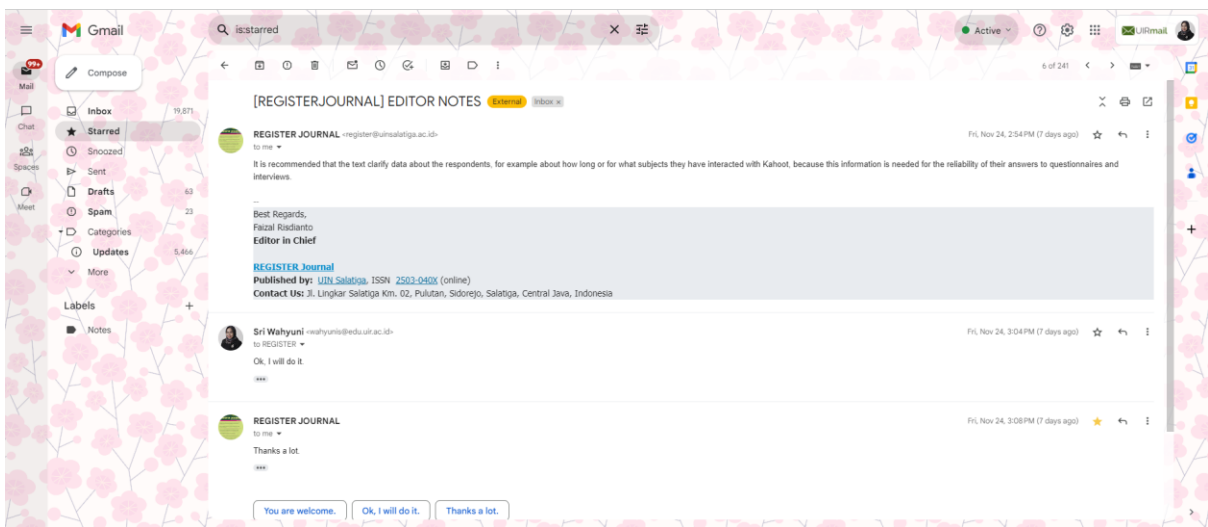 Gmail
is:starred
Active
UIRmail
99+
Mail
Compose
6 of 241
Chat
Spaces
Meet
Inbox 19,871
Starred
Snoozed
Sent
Drafts 63
Spam 23
Categories
Updates 5,466
More
Labels
Notes
[REGISTERJOURNAL] EDITOR NOTES External Inbox x
REGISTER JOURNAL <register@uinsalatiga.ac.id> Fri, Nov 24, 2:54 PM (7 days ago)
to me
It is recommended that the text clarify data about the respondents, for example about how long or for what subjects they have interacted with Kahoot, because this information is needed for the reliability of their answers to questionnaires and
interviews.
--
Best Regards,
Faizal Risdianto
Editor in Chief
REGISTER Journal
Published by: UIN Salatiga, ISSN 2503-040X (online)
Contact Us: Jl. Lingkar Salatiga Km. 02, Pulutan, Sidorejo, Salatiga, Central Java, Indonesia
Sri Wahyuni <wahyunis@edu.uir.ac.id> Fri, Nov 24, 3:04 PM (7 days ago)
to REGISTER
Ok, I will do it.
REGISTER JOURNAL Fri, Nov 24, 3:08 PM (7 days ago)
to me
Thanks a lot.
You are welcome. Ok, I will do it. Thanks a lot.